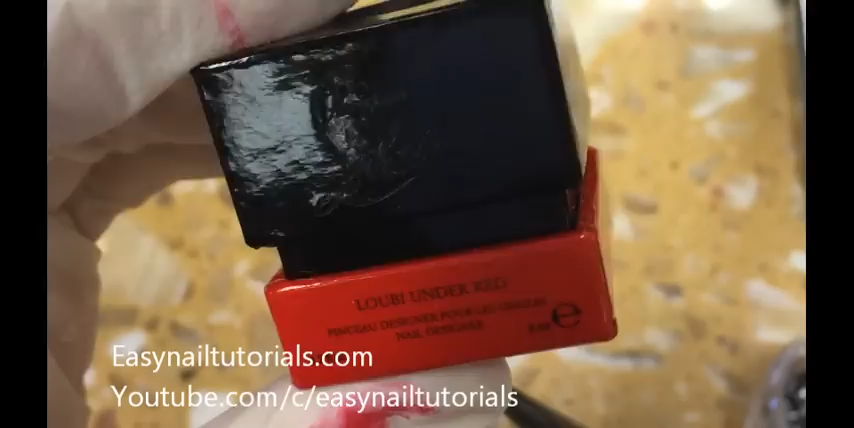 LOUBI UNDER RED
PINCEAU DESIGNER POUR LES ONGLES
NAIL DESIGNER
e
Easynailtutorials.com
Youtube.com/c/easynailtutorials